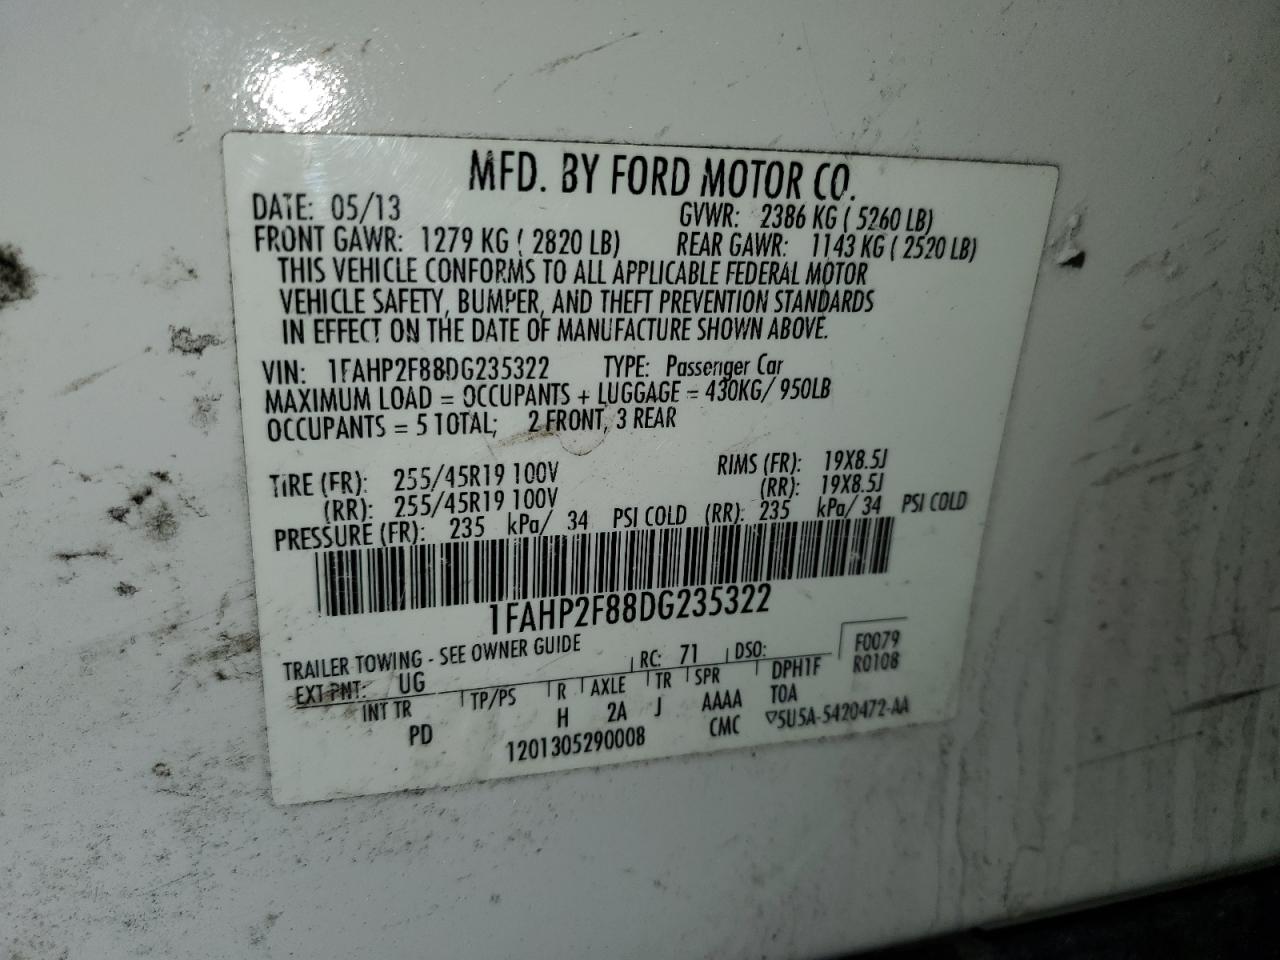 MFD. BY FORD MOTOR CO.
DATE: 05/13 GVWR: 2386 KG ( 5260 LB)
FRONT GAWR: 1279 KG ( 2820 LB) REAR GAWR: 1143 KG ( 2520 LB)
THIS VEHICLE CONFORMS TO ALL APPLICABLE FEDERAL MOTOR
VEHICLE SAFETY, BUMPER, AND THEFT PREVENTION STANDARDS
IN EFFECT ON THE DATE OF MANUFACTURE SHOWN ABOVE.
VIN: 1FAHP2F88DG235322 TYPE: Passenger Car
MAXIMUM LOAD = OCCUPANTS + LUGGAGE = 430KG/ 950LB
OCCUPANTS = 5 TOTAL; 2 FRONT, 3 REAR
TIRE (FR): 255/45R19 100V RIMS (FR): 19X8.5J
(RR): 255/45R19 100V (RR): 19X8.5J
PRESSURE (FR): 235 kPa/ 34 PSI COLD (RR): 235 kPa/ 34 PSI COLD
1FAHP2F88DG235322
TRAILER TOWING - SEE OWNER GUIDE RC: 71 DSO: F0079
EXT PNT: UG R0108
INT TR TP/PS R AXLE TR SPR DPH1F
PD H 2A J AAAA TOA
1201305290008 CMC ▽5U5A-5420472-AA